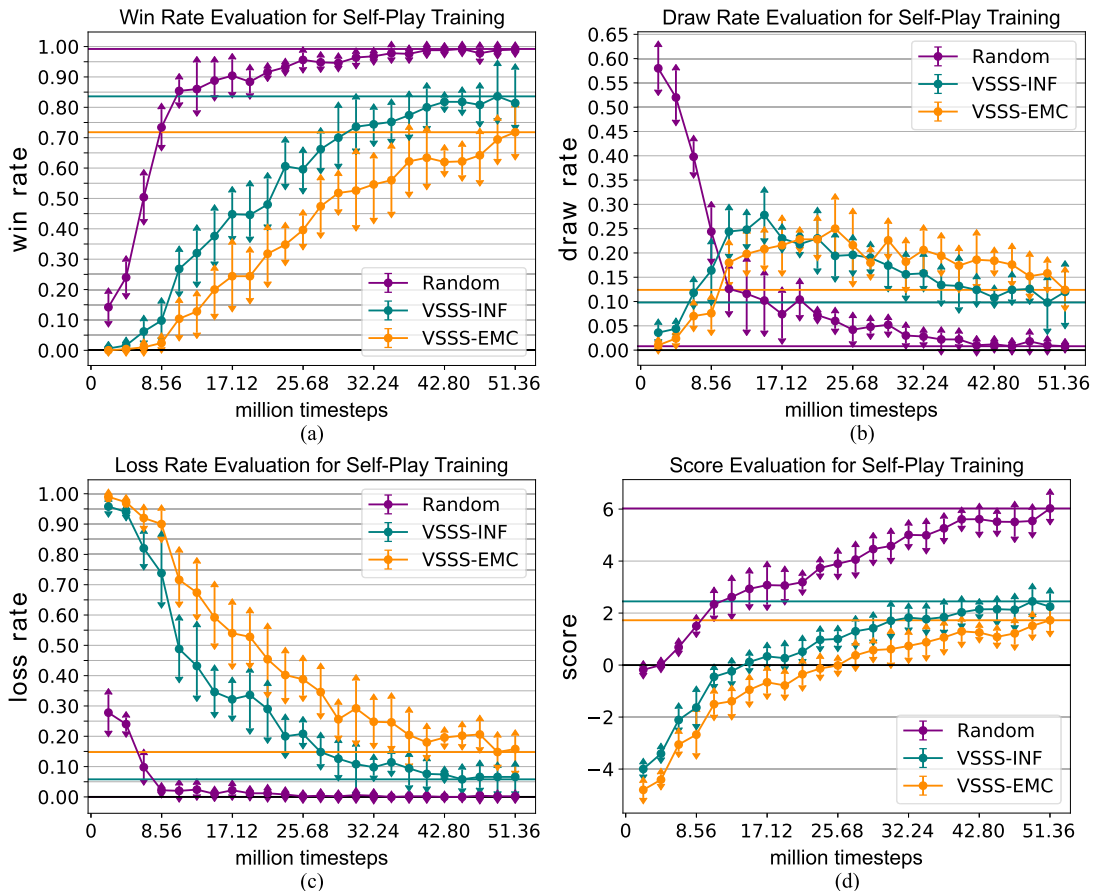 Win Rate Evaluation for Self-Play Training
1.00
0.90
0.80
0.70
0.60
0.50
0.40
0.30
0.20
0.10
0.00
win rate
Random
VSSS-INF
VSSS-EMC
0 8.56 17.12 25.68 32.24 42.80 51.36
million timesteps
(a)
Draw Rate Evaluation for Self-Play Training
0.65
0.60
0.55
0.50
0.45
0.40
0.35
0.30
0.25
0.20
0.15
0.10
0.05
0.00
draw rate
Random
VSSS-INF
VSSS-EMC
0 8.56 17.12 25.68 32.24 42.80 51.36
million timesteps
(b)
Loss Rate Evaluation for Self-Play Training
1.00
0.90
0.80
0.70
0.60
0.50
0.40
0.30
0.20
0.10
0.00
loss rate
Random
VSSS-INF
VSSS-EMC
0 8.56 17.12 25.68 32.24 42.80 51.36
million timesteps
(c)
Score Evaluation for Self-Play Training
6
4
2
0
−2
−4
score
Random
VSSS-INF
VSSS-EMC
0 8.56 17.12 25.68 32.24 42.80 51.36
million timesteps
(d)